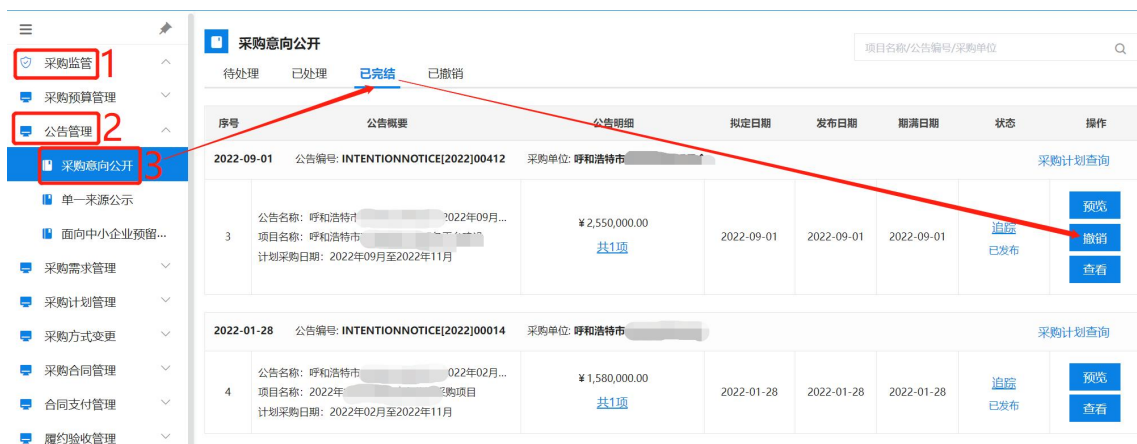 采购意向公开
项目名称/公告编号/采购单位
待处理 已处理 已完结 已撤销
采购监管 1
采购预算管理
公告管理 2
采购意向公开 3
单一来源公示
面向中小企业预留...
采购需求管理
采购计划管理
采购方式变更
采购合同管理
合同支付管理
履约验收管理
序号 公告概要 公告明细 拟定日期 发布日期 期满日期 状态 操作
2022-09-01 公告编号: INTENTIONNOTICE[2022]00412 采购单位: 呼和浩特市 采购计划查询
3
公告名称：呼和浩特市 2022年09月...
项目名称：呼和浩特市
计划采购日期：2022年09月至2022年11月
¥2,550,000.00
共1项
2022-09-01 2022-09-01 2022-09-01
追踪
已发布
预览
撤销
查看
2022-01-28 公告编号: INTENTIONNOTICE[2022]00014 采购单位: 呼和浩特市 采购计划查询
4
公告名称：呼和浩特市 022年02月...
项目名称：2022年 采购项目
计划采购日期：2022年02月至2022年11月
¥1,580,000.00
共1项
2022-01-28 2022-01-28 2022-01-28
追踪
已发布
预览
查看